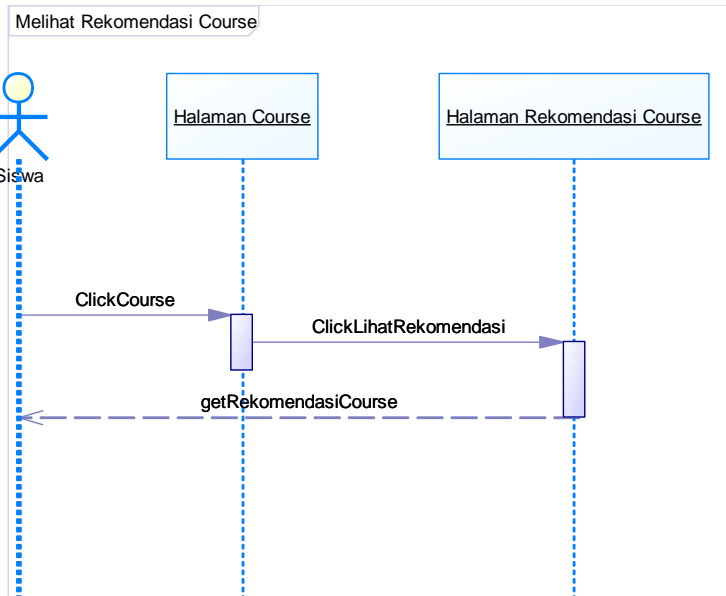 Melihat Rekomendasi Course
Halaman Course
Halaman Rekomendasi Course
Siswa
ClickCourse
ClickLihatRekomendasi
getRekomendasiCourse